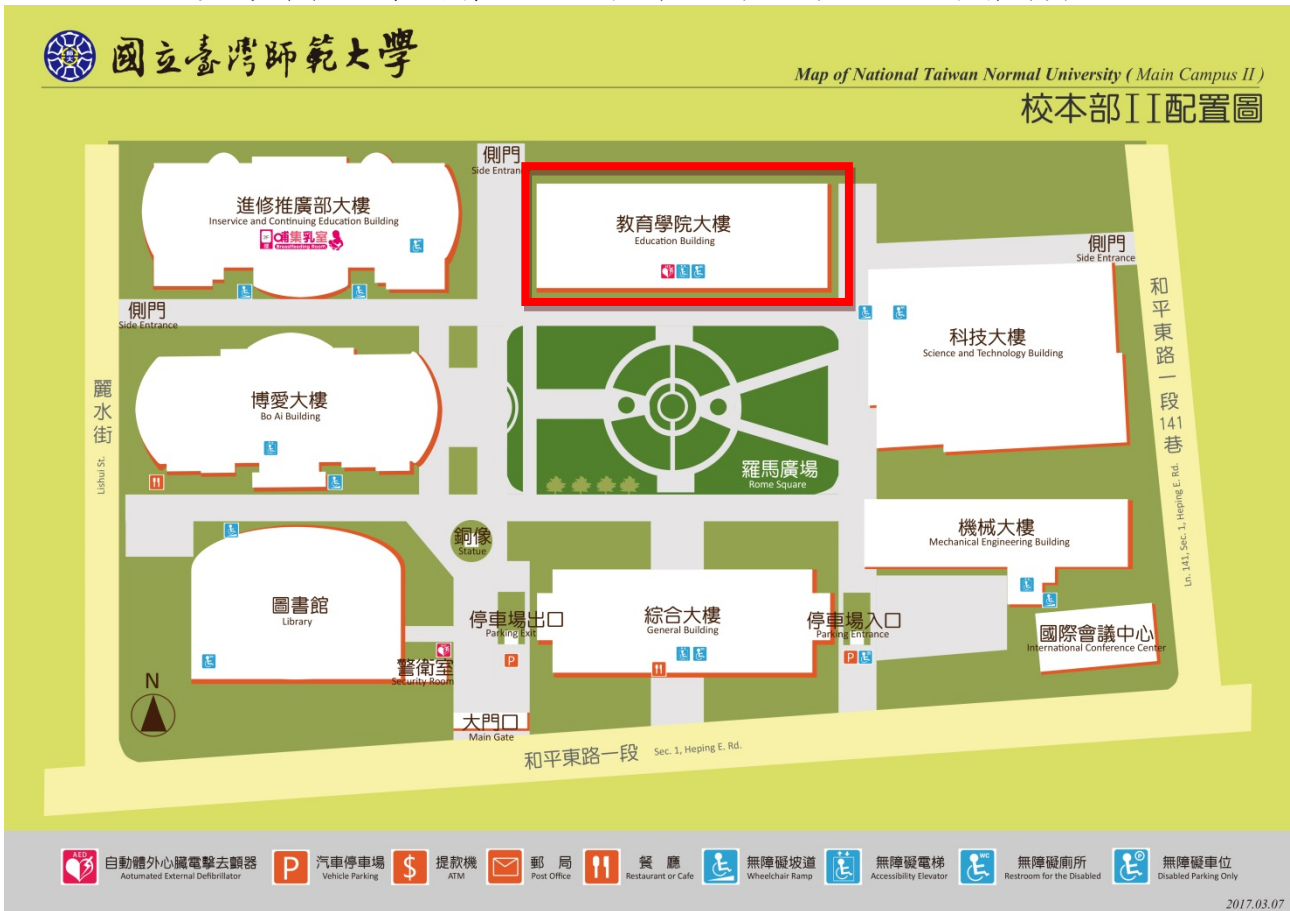 國立臺灣師範大學
Map of National Taiwan Normal University ( Main Campus II )
校本部II配置圖
側門
Side Entrance
進修推廣部大樓
Inservice and Continuing Education Building
哺集乳室
Breastfeeding Room
教育學院大樓
Education Building
側門
Side Entrance
側門
Side Entrance
科技大樓
Science and Technology Building
和平東路一段141巷
Ln. 141, Sec. 1, Heping E. Rd.
麗水街
Lishui St.
博愛大樓
Bo Ai Building
羅馬廣場
Rome Square
銅像
Statue
機械大樓
Mechanical Engineering Building
圖書館
Library
停車場出口
Parking Exit
P
綜合大樓
General Building
停車場入口
Parking Entrance
P
國際會議中心
International Conference Center
警衛室
Security Room
N
大門口
Main Gate
和平東路一段 Sec. 1, Heping E. Rd.
AED 自動體外心臟電擊去顫器
Aotumated External Defibrillator
P 汽車停車場
Vehicle Parking
$ 提款機
ATM
郵局
Post Office
餐廳
Restaurant or Cafe
無障礙坡道
Wheelchair Ramp
無障礙電梯
Accessibility Elevator
WC 無障礙廁所
Restroom for the Disabled
P 無障礙車位
Disabled Parking Only
2017.03.07